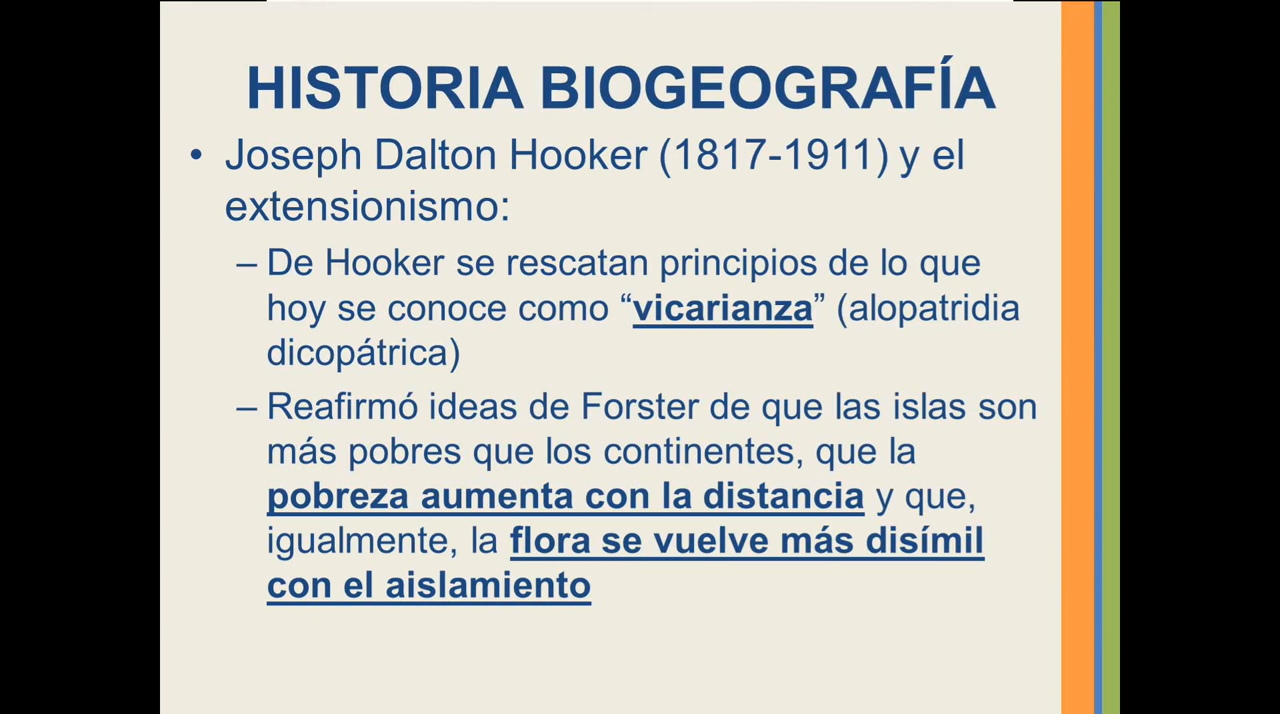 HISTORIA BIOGEOGRAFÍA
• Joseph Dalton Hooker (1817-1911) y el
extensionismo:
– De Hooker se rescatan principios de lo que
hoy se conoce como “vicarianza” (alopatridia
dicopátrica)
– Reafirmó ideas de Forster de que las islas son
más pobres que los continentes, que la
pobreza aumenta con la distancia y que,
igualmente, la flora se vuelve más disímil
con el aislamiento